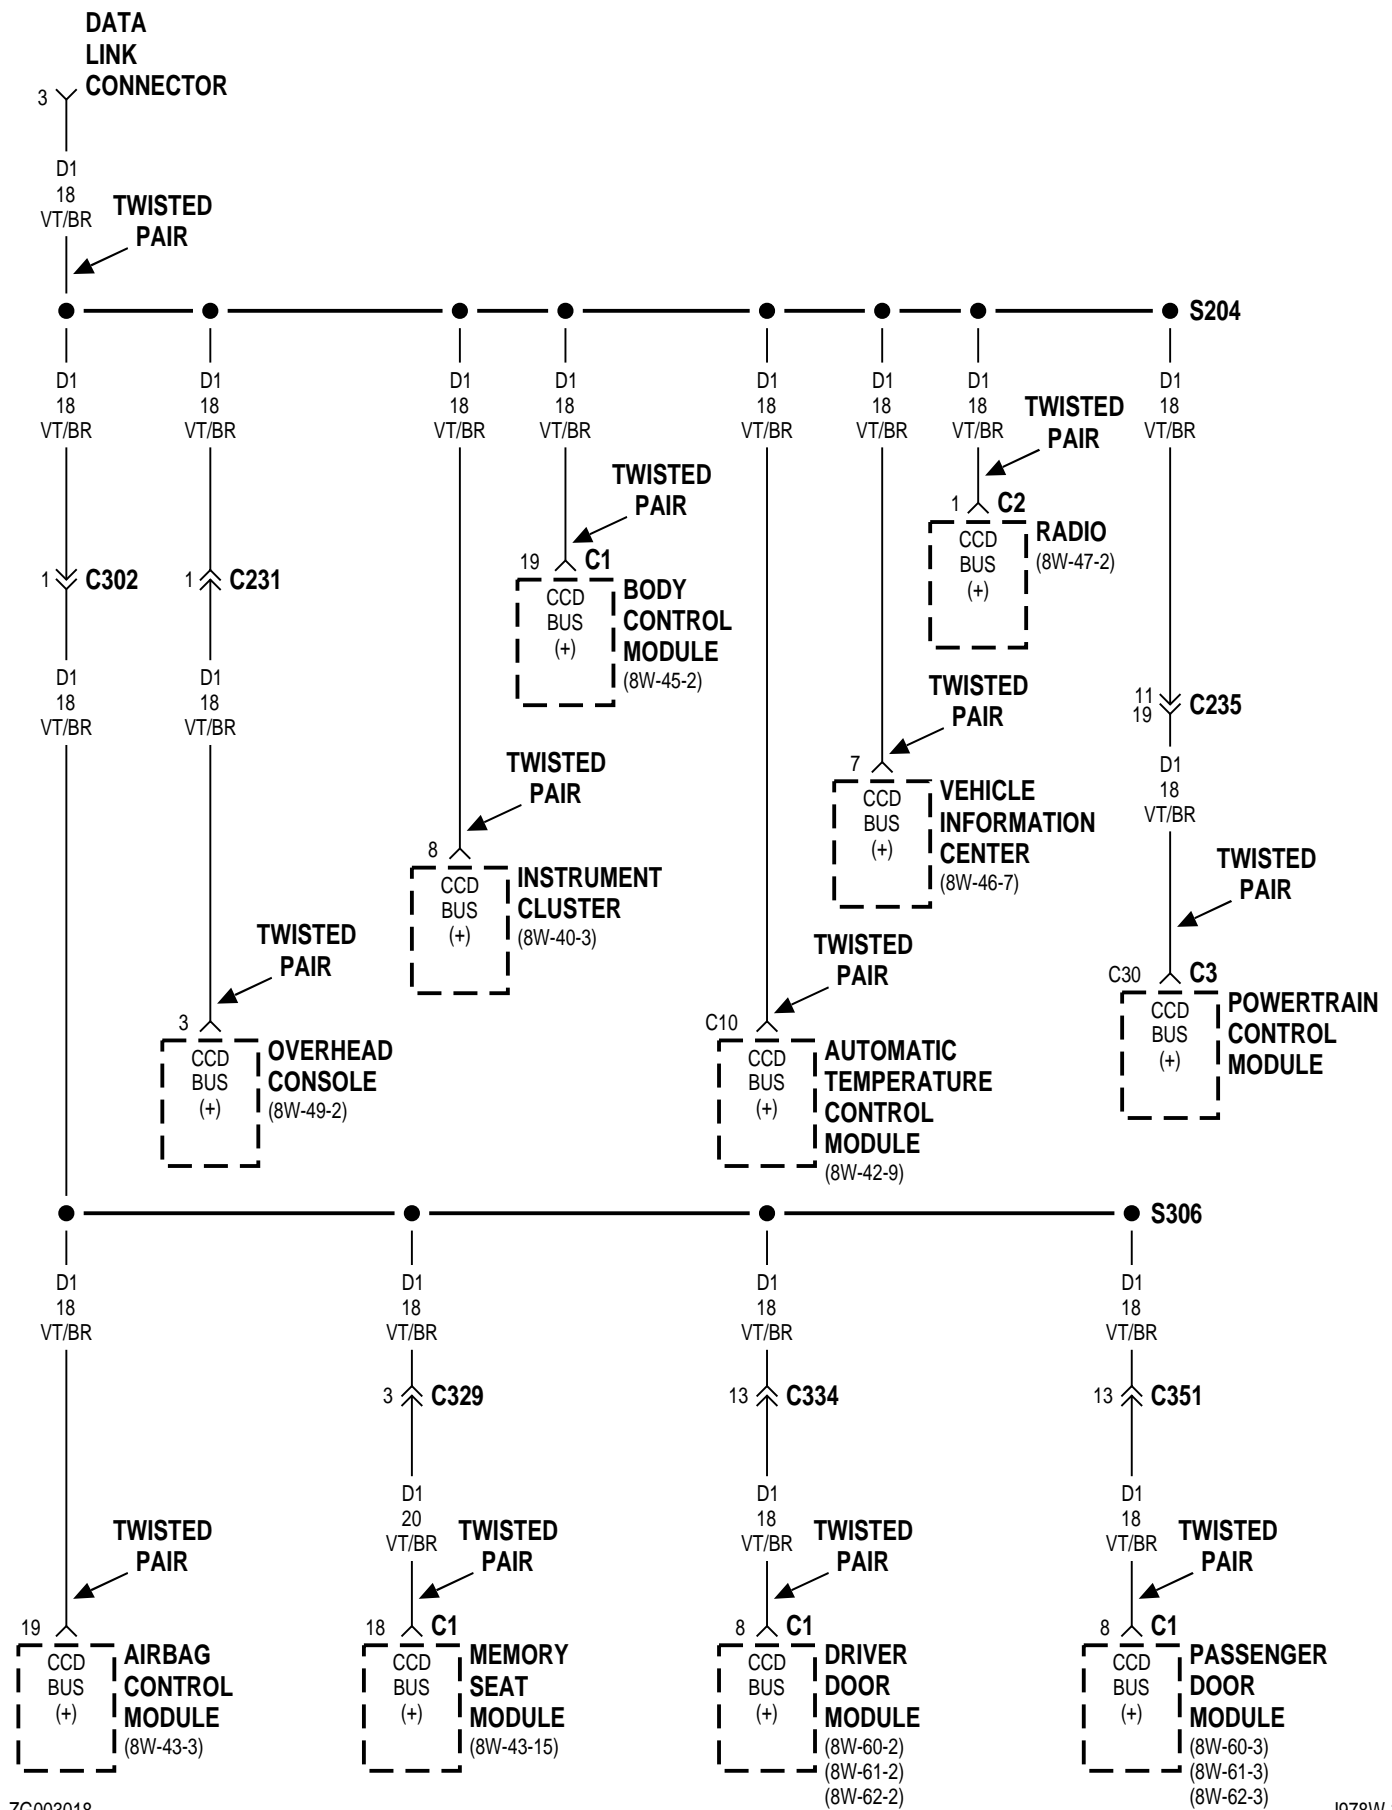 DATA
LINK
CONNECTOR
3
D1
18
VT/BR
TWISTED
PAIR
S204
D1
18
VT/BR
D1
18
VT/BR
D1
18
VT/BR
D1
18
VT/BR
D1
18
VT/BR
D1
18
VT/BR
D1
18
VT/BR
D1
18
VT/BR
TWISTED
PAIR
TWISTED
PAIR
1 C2
CCD
BUS
(+)
RADIO
(8W-47-2)
19 C1
CCD
BUS
(+)
BODY
CONTROL
MODULE
(8W-45-2)
1 C302
1 C231
D1
18
VT/BR
D1
18
VT/BR
TWISTED
PAIR
11
19
C235
D1
18
VT/BR
7
CCD
BUS
(+)
VEHICLE
INFORMATION
CENTER
(8W-46-7)
TWISTED
PAIR
8
CCD
BUS
(+)
INSTRUMENT
CLUSTER
(8W-40-3)
TWISTED
PAIR
C30 C3
CCD
BUS
(+)
POWERTRAIN
CONTROL
MODULE
TWISTED
PAIR
3
CCD
BUS
(+)
OVERHEAD
CONSOLE
(8W-49-2)
TWISTED
PAIR
C10
CCD
BUS
(+)
AUTOMATIC
TEMPERATURE
CONTROL
MODULE
(8W-42-9)
S306
D1
18
VT/BR
D1
18
VT/BR
D1
18
VT/BR
D1
18
VT/BR
3 C329
13 C334
13 C351
D1
20
VT/BR
D1
18
VT/BR
D1
18
VT/BR
TWISTED
PAIR
TWISTED
PAIR
TWISTED
PAIR
TWISTED
PAIR
19
CCD
BUS
(+)
AIRBAG
CONTROL
MODULE
(8W-43-3)
18 C1
CCD
BUS
(+)
MEMORY
SEAT
MODULE
(8W-43-15)
8 C1
CCD
BUS
(+)
DRIVER
DOOR
MODULE
(8W-60-2)
(8W-61-2)
(8W-62-2)
8 C1
CCD
BUS
(+)
PASSENGER
DOOR
MODULE
(8W-60-3)
(8W-61-3)
(8W-62-3)